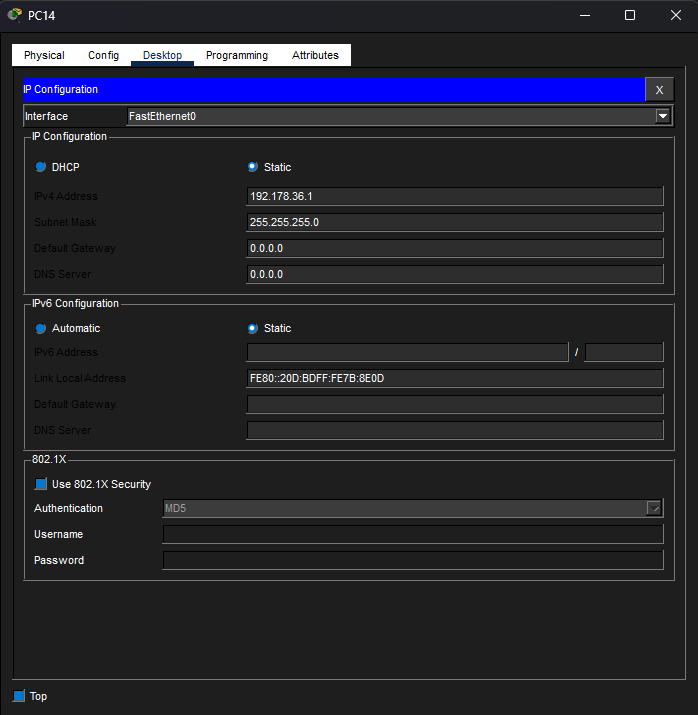 PC14
Physical Config Desktop Programming Attributes
IP Configuration X
Interface FastEthernet0
IP Configuration
DHCP Static
IPv4 Address 192.178.36.1
Subnet Mask 255.255.255.0
Default Gateway 0.0.0.0
DNS Server 0.0.0.0
IPv6 Configuration
Automatic Static
IPv6 Address /
Link Local Address FE80::20D:BDFF:FE7B:8E0D
Default Gateway
DNS Server
802.1X
Use 802.1X Security
Authentication MD5
Username
Password
Top